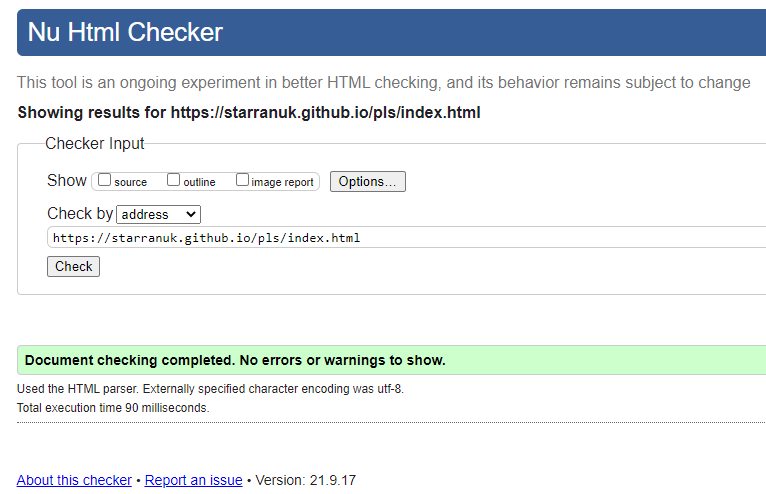 Nu Html Checker
This tool is an ongoing experiment in better HTML checking, and its behavior remains subject to change
Showing results for https://starranuk.github.io/pls/index.html
Checker Input
Show source outline image report Options...
Check by address
https://starranuk.github.io/pls/index.html
Check
Document checking completed. No errors or warnings to show.
Used the HTML parser. Externally specified character encoding was utf-8.
Total execution time 90 milliseconds.
About this checker • Report an issue • Version: 21.9.17